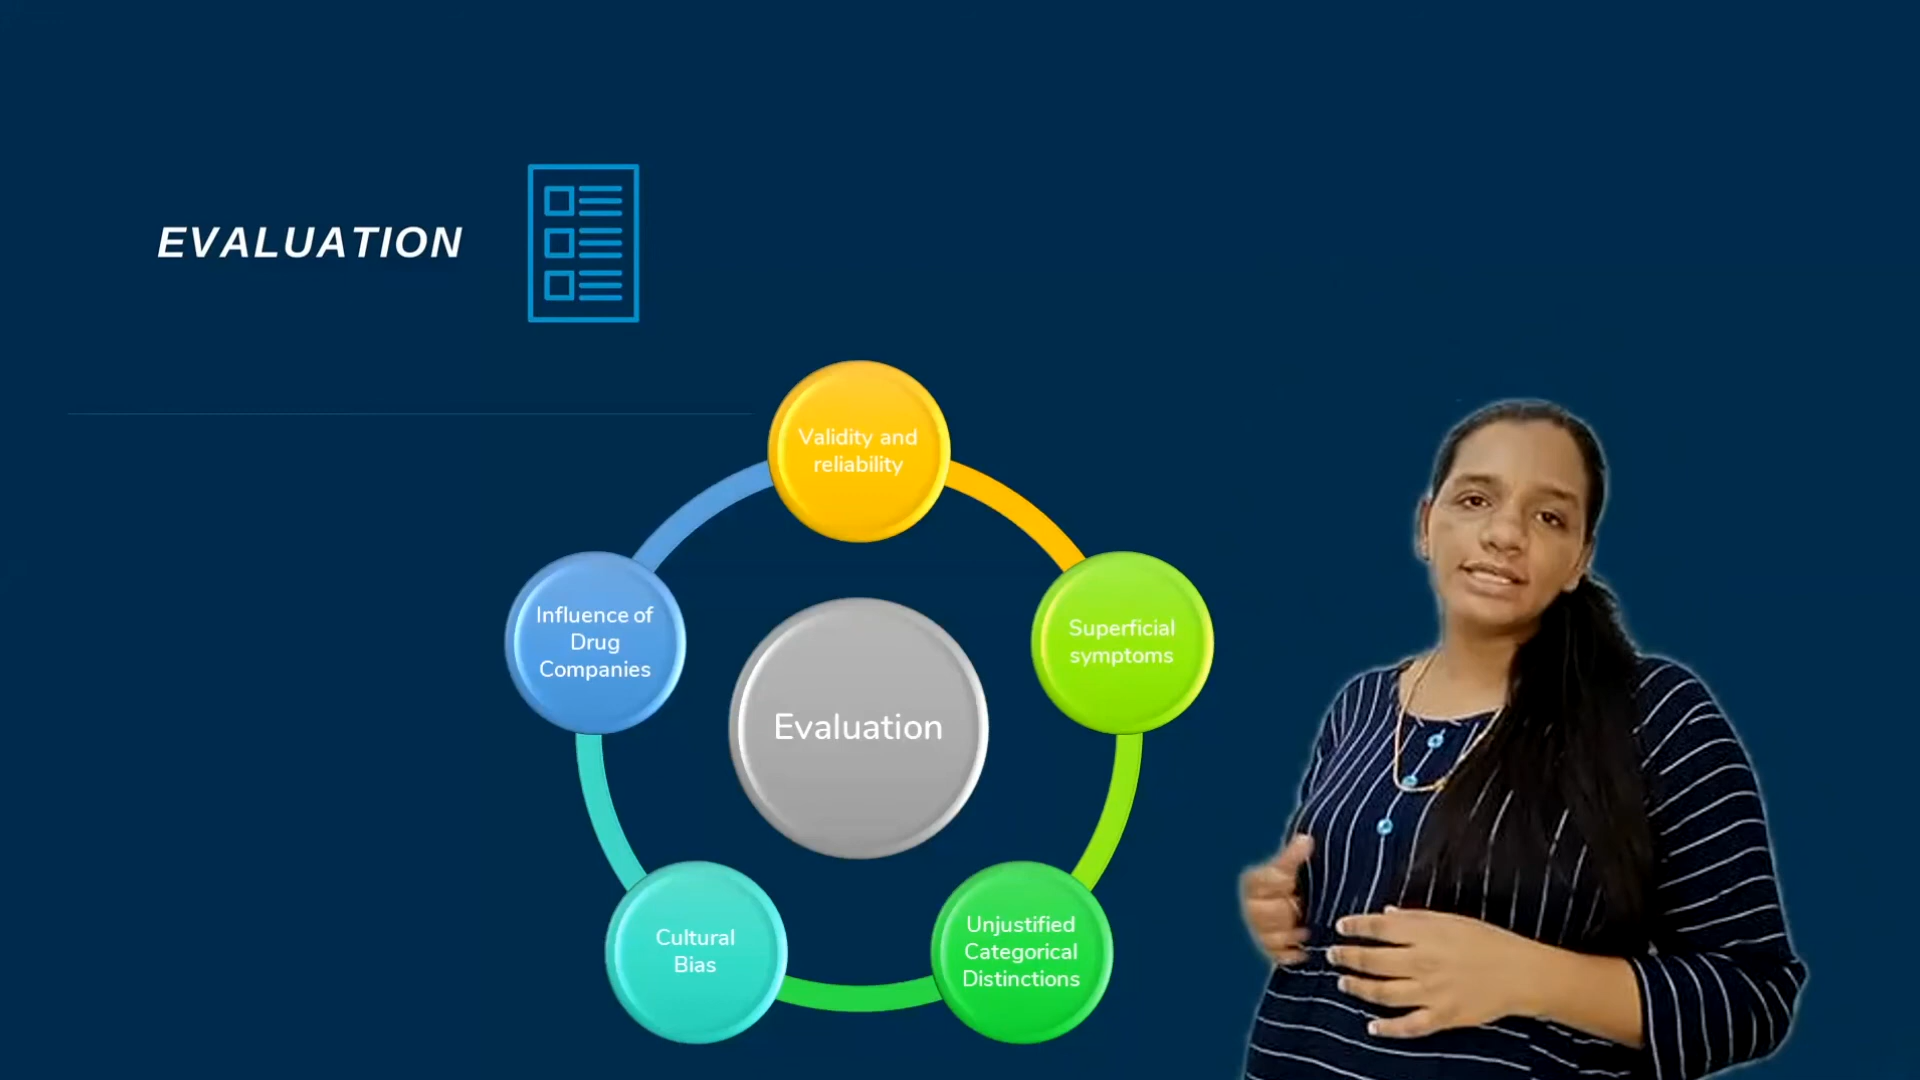 EVALUATION
Validity and
reliability
Superficial
symptoms
Unjustified
Categorical
Distinctions
Cultural
Bias
Influence of
Drug
Companies
Evaluation